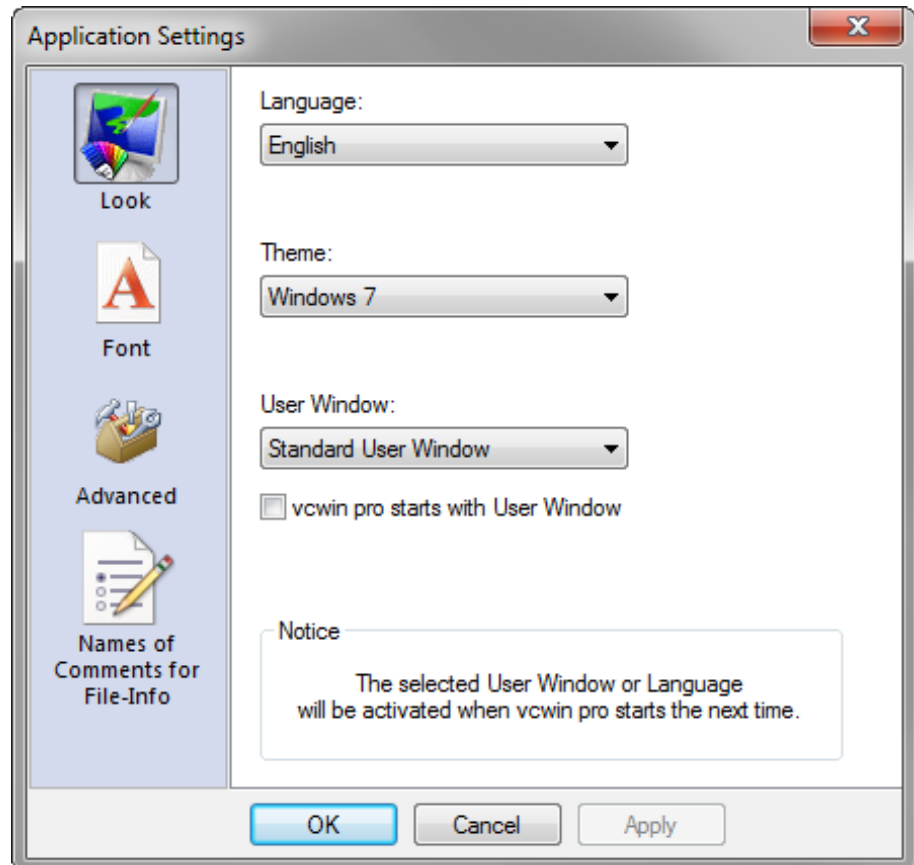 Application Settings
Look
Font
Advanced
Names of
Comments for
File-Info
Language:
English
Theme:
Windows 7
User Window:
Standard User Window
vcwin pro starts with User Window
Notice
The selected User Window or Language
will be activated when vcwin pro starts the next time.
OK
Cancel
Apply